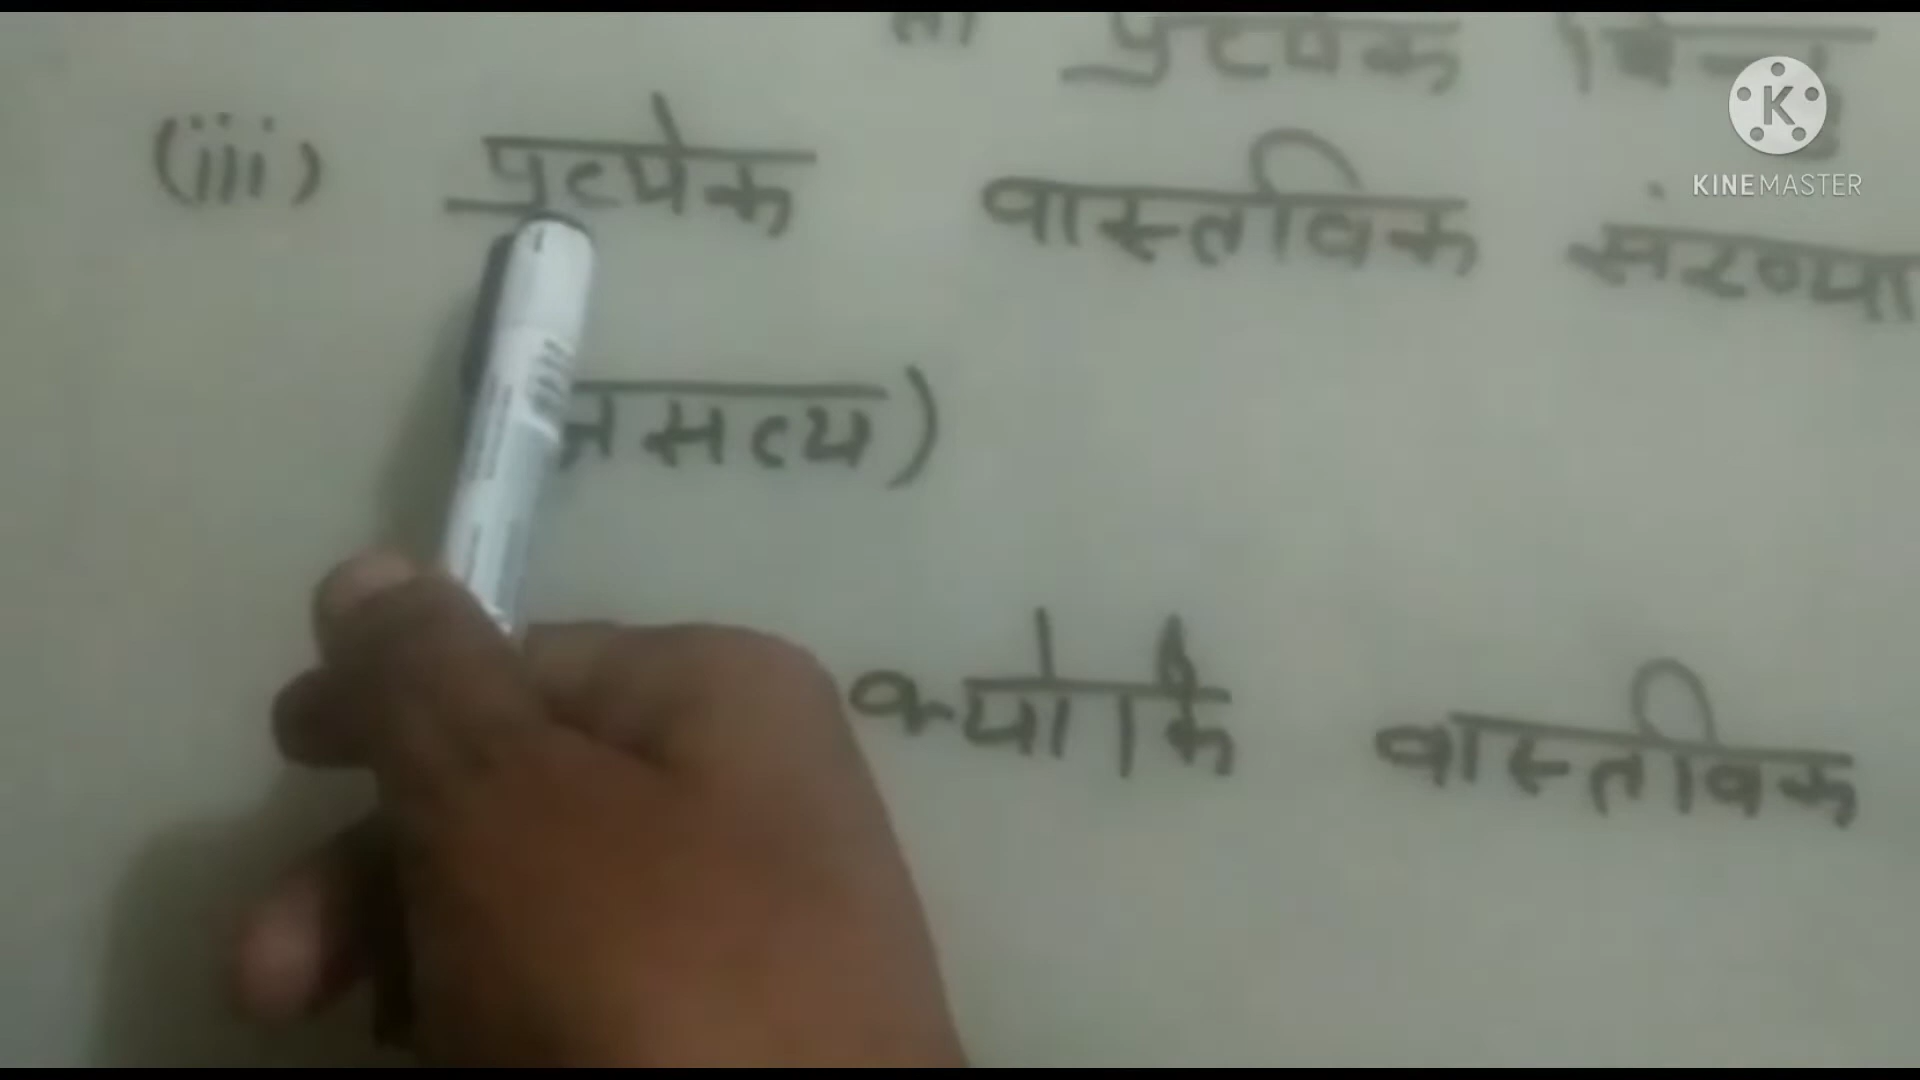 तो प्रत्येक बिन्दु
(iii) प्रत्येक वास्तविक संख्या
असत्य)
क्योकि वास्तविक
KINEMASTER